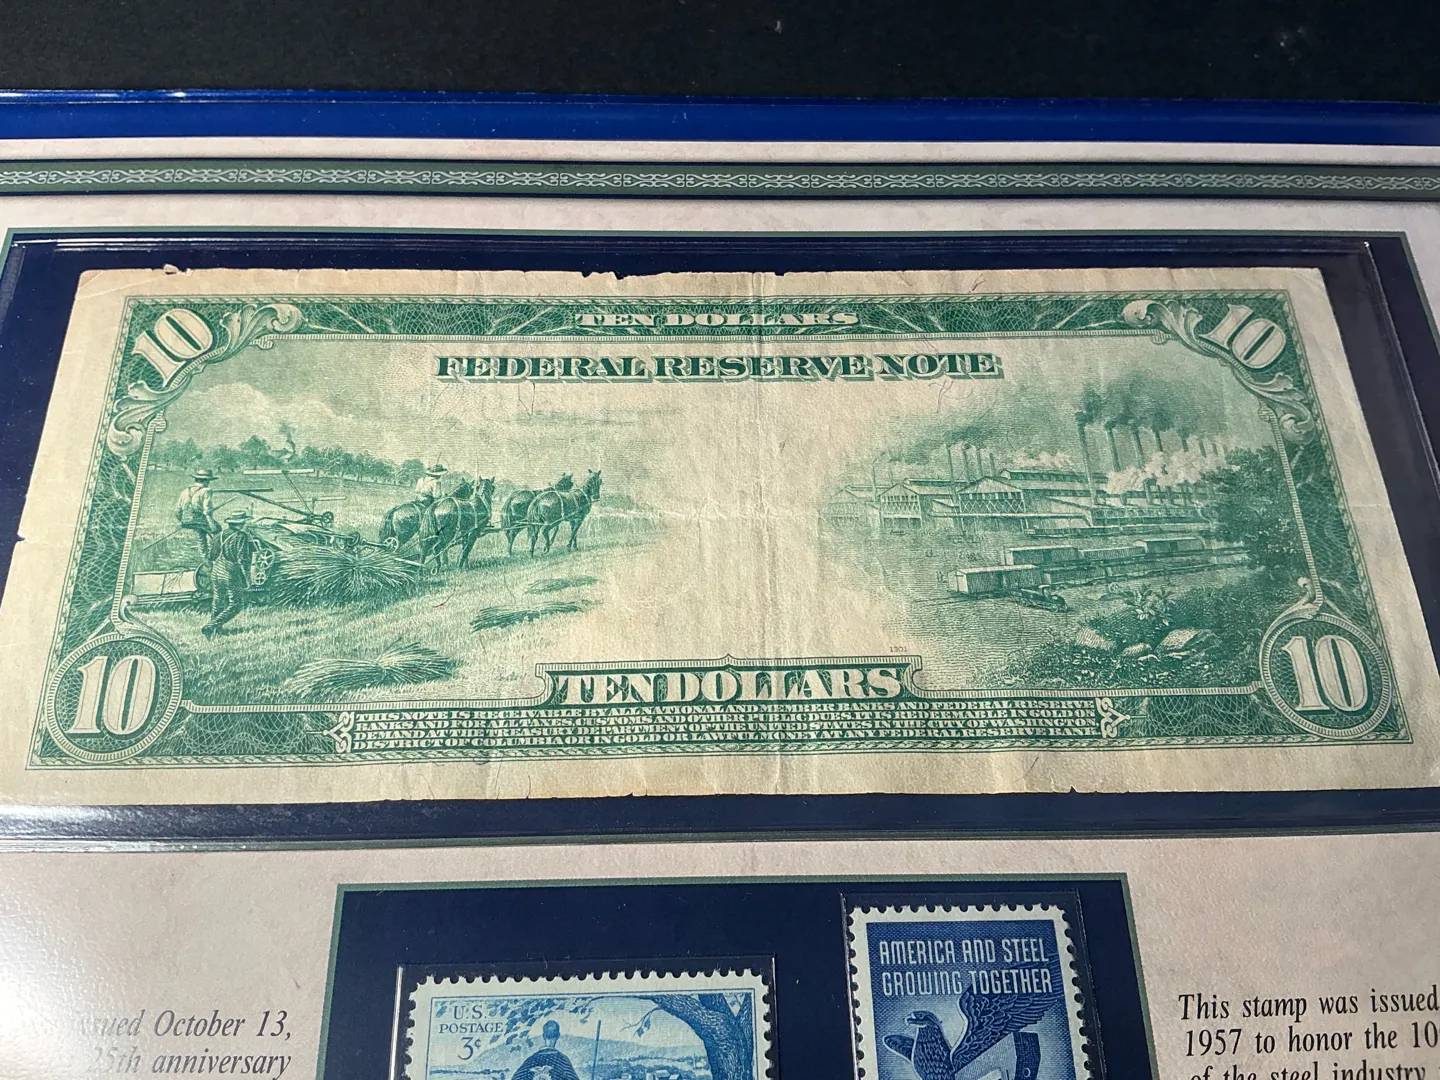 10 TEN DOLLARS 10
FEDERAL RESERVE NOTE
1301
10 TEN DOLLARS 10
THIS NOTE IS RECEIVABLE BY ALL NATIONAL AND MEMBER BANKS AND FEDERAL RESERVE
BANKS AND FOR ALL TAXES, CUSTOMS AND OTHER PUBLIC DUES. IT IS REDEEMABLE IN GOLD ON
DEMAND AT THE TREASURY DEPARTMENT OF THE UNITED STATES IN THE CITY OF WASHINGTON,
DISTRICT OF COLUMBIA OR IN GOLD OR LAWFUL MONEY AT ANY FEDERAL RESERVE BANK.
October 13,
25th anniversary
U.S.
POSTAGE
3¢
AMERICA AND STEEL
GROWING TOGETHER
This stamp was issued
1957 to honor the 10
of the steel industry